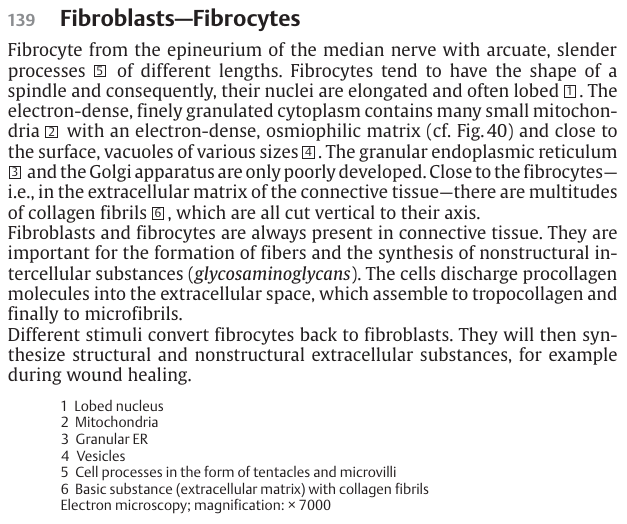 139 Fibroblasts—Fibrocytes
Fibrocyte from the epineurium of the median nerve with arcuate, slender
processes 5 of different lengths. Fibrocytes tend to have the shape of a
spindle and consequently, their nuclei are elongated and often lobed 1. The
electron-dense, finely granulated cytoplasm contains many small mitochon-
dria 2 with an electron-dense, osmiophilic matrix (cf. Fig. 40) and close to
the surface, vacuoles of various sizes 4. The granular endoplasmic reticulum
3 and the Golgi apparatus are only poorly developed. Close to the fibrocytes—
i.e., in the extracellular matrix of the connective tissue—there are multitudes
of collagen fibrils 6, which are all cut vertical to their axis.
Fibroblasts and fibrocytes are always present in connective tissue. They are
important for the formation of fibers and the synthesis of nonstructural in-
tercellular substances (glycosaminoglycans). The cells discharge procollagen
molecules into the extracellular space, which assemble to tropocollagen and
finally to microfibrils.
Different stimuli convert fibrocytes back to fibroblasts. They will then syn-
thesize structural and nonstructural extracellular substances, for example
during wound healing.
1 Lobed nucleus
2 Mitochondria
3 Granular ER
4 Vesicles
5 Cell processes in the form of tentacles and microvilli
6 Basic substance (extracellular matrix) with collagen fibrils
Electron microscopy; magnification: × 7000